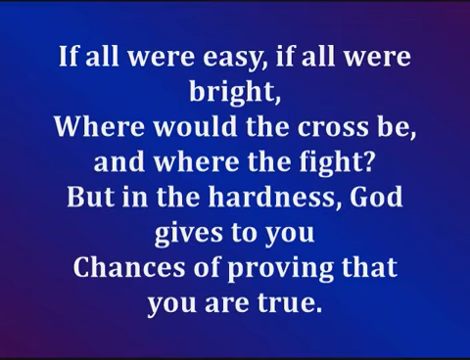 If all were easy, if all were
bright,
Where would the cross be,
and where the fight?
But in the hardness, God
gives to you
Chances of proving that
you are true.